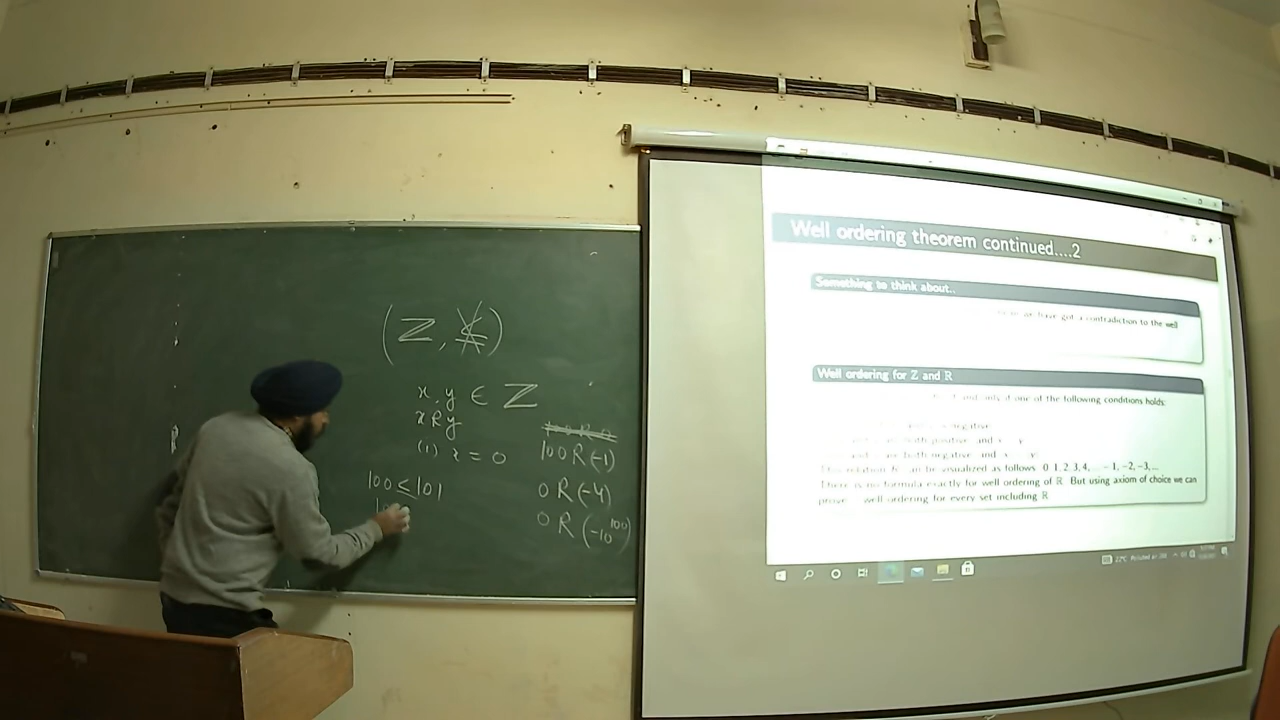 (Z, ≤)
x, y ∈ Z
x R y
(1) x = 0
100 ≤ 101
100 R 0
100 R (-1)
0 R (-4)
0 R (-10^100)
Well ordering theorem continued....2
Something to think about..
we have got a contradiction to the well
Well ordering for Z and R
if and only if one of the following conditions holds:
negative
are both positive and x y
are both negative and x y
This relation R can be visualized as follows 0 1, 2, 3, 4, ... − 1, −2, −3, ...
There is no formula exactly for well ordering of R. But using axiom of choice we can
prove well ordering for every set including R